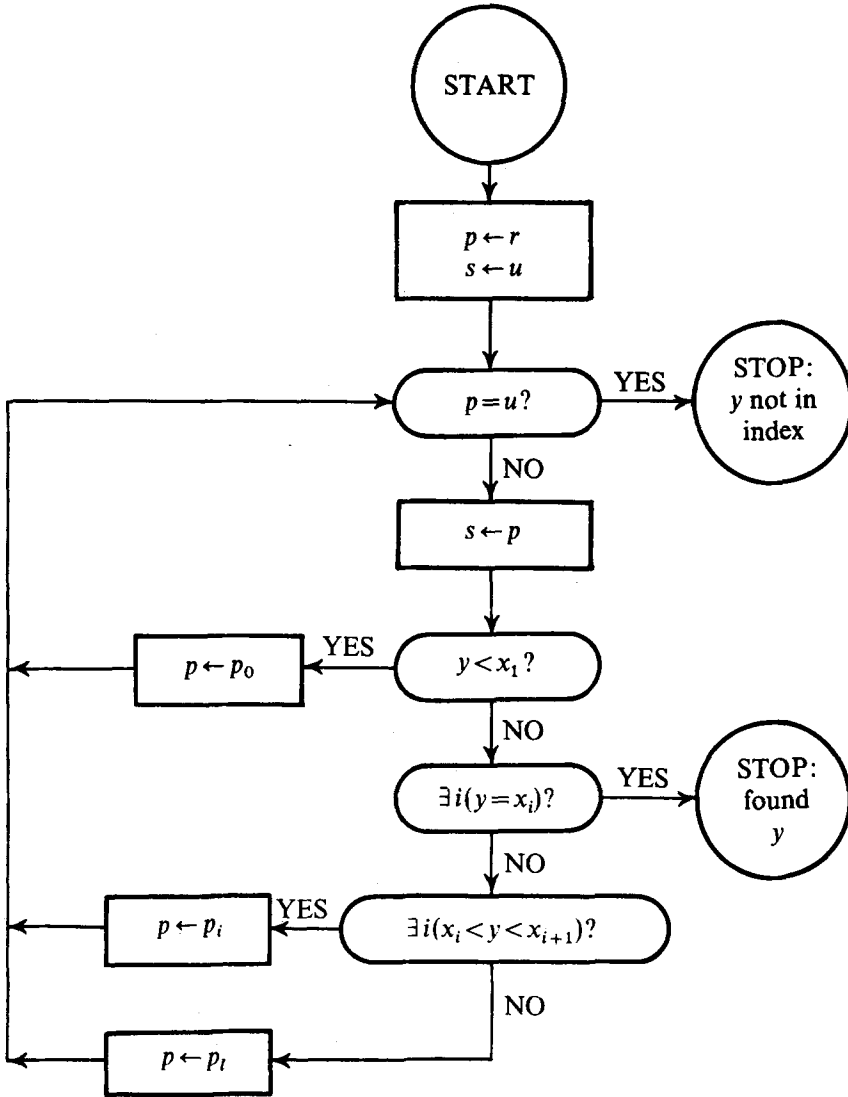 START
p ← r
s ← u
p = u?
YES
STOP:
y not in
index
NO
s ← p
y < x₁?
YES
p ← p₀
NO
∃ i(y = xᵢ)?
YES
STOP:
found
y
NO
∃ i(xᵢ < y < xᵢ₊₁)?
YES
p ← pᵢ
NO
p ← pₗ